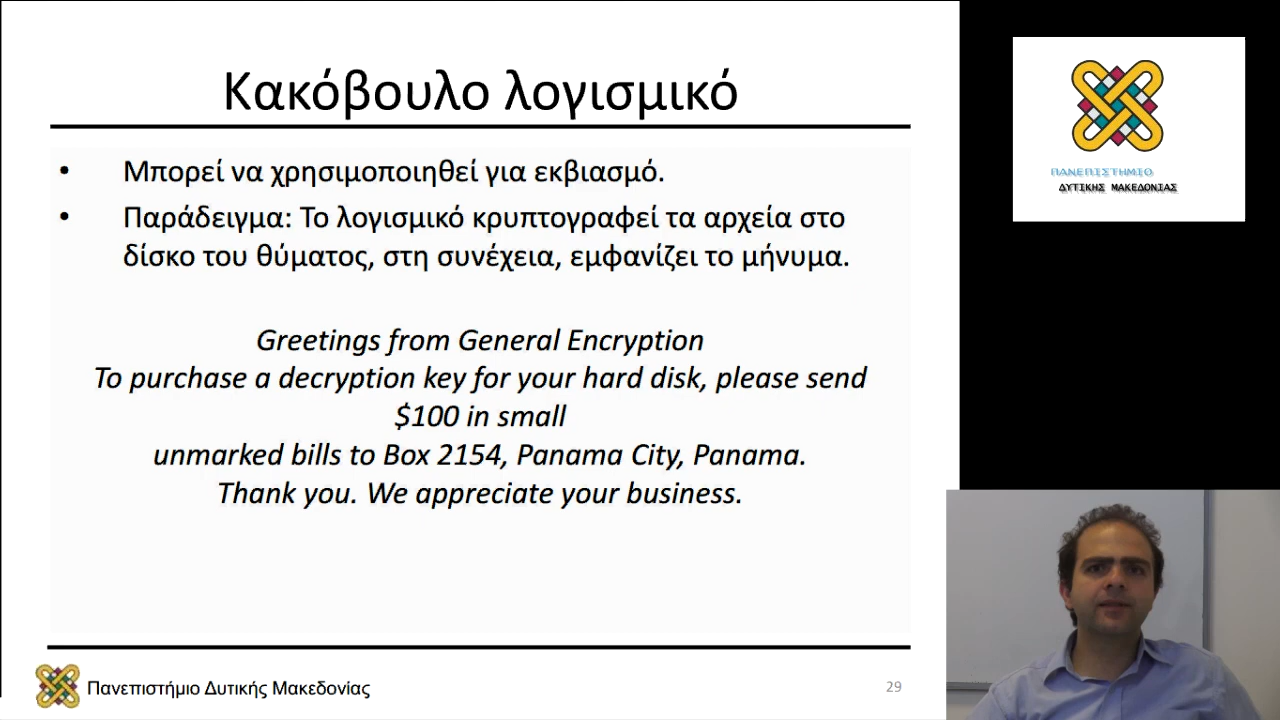 Κακόβουλο λογισμικό
• Μπορεί να χρησιμοποιηθεί για εκβιασμό.
• Παράδειγμα: Το λογισμικό κρυπτογραφεί τα αρχεία στο
δίσκο του θύματος, στη συνέχεια, εμφανίζει το μήνυμα.
Greetings from General Encryption
To purchase a decryption key for your hard disk, please send
$100 in small
unmarked bills to Box 2154, Panama City, Panama.
Thank you. We appreciate your business.
Πανεπιστήμιο Δυτικής Μακεδονίας
29
ΠΑΝΕΠΙΣΤΗΜΙΟ
ΔΥΤΙΚΗΣ ΜΑΚΕΔΟΝΙΑΣ